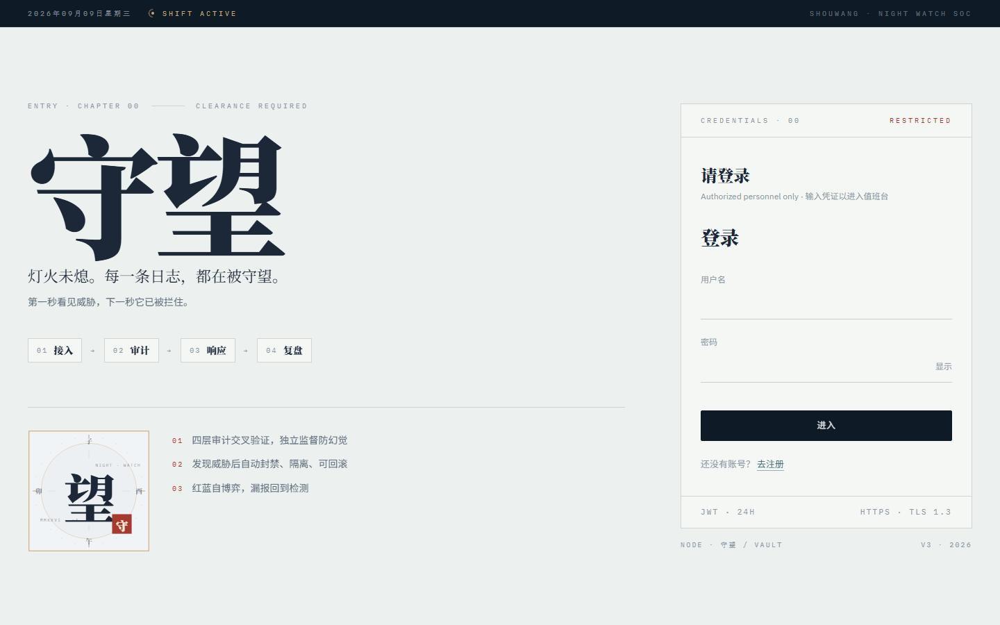 2026年09月09日星期三 SHIFT ACTIVE SHOUWANG · NIGHT WATCH SOC
ENTRY · CHAPTER 00 CLEARANCE REQUIRED
守望
灯火未熄。每一条日志，都在被守望。
第一秒看见威胁，下一秒它已被拦住。
01 接入 → 02 审计 → 03 响应 → 04 复盘
子
NIGHT · WATCH
卯 望 酉
MMXXVI
守
午
01 四层审计交叉验证，独立监督防幻觉
02 发现威胁后自动封禁、隔离、可回滚
03 红蓝自博弈，漏报回到检测
CREDENTIALS · 00 RESTRICTED
请登录
Authorized personnel only · 输入凭证以进入值班台
登录
用户名
密码
显示
进入
还没有账号？ 去注册
JWT · 24H HTTPS · TLS 1.3
NODE · 守望 / VAULT V3 · 2026